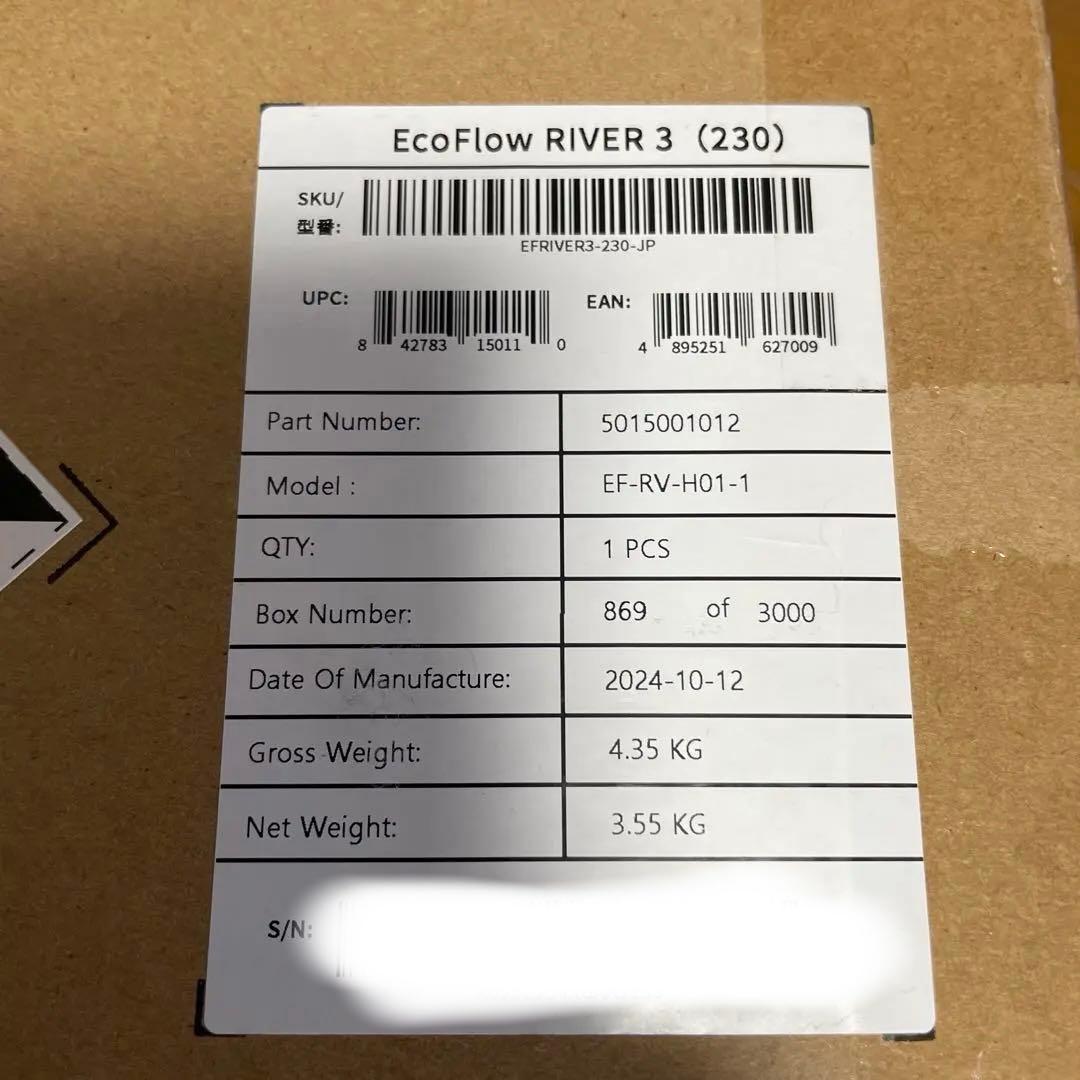 EcoFlow RIVER 3（230）
SKU/
型番:
EFRIVER3-230-JP
UPC: 8 42783 15011 0
EAN: 4 895251 627009
Part Number: 5015001012
Model : EF-RV-H01-1
QTY: 1 PCS
Box Number: 869 of 3000
Date Of Manufacture: 2024-10-12
Gross Weight: 4.35 KG
Net Weight: 3.55 KG
S/N: